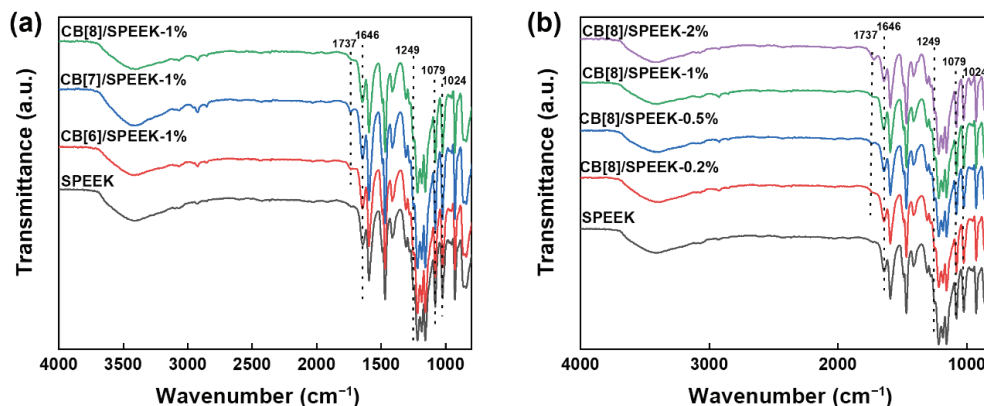 (a)
CB[8]/SPEEK-1%
CB[7]/SPEEK-1%
CB[6]/SPEEK-1%
SPEEK
1737
1646
1249
1079
1024
Transmittance (a.u.)
4000 3500 3000 2500 2000 1500 1000
Wavenumber (cm⁻¹)
(b)
CB[8]/SPEEK-2%
CB[8]/SPEEK-1%
CB[8]/SPEEK-0.5%
CB[8]/SPEEK-0.2%
SPEEK
1737
1646
1249
1079
1024
Transmittance (a.u.)
4000 3000 2000 1000
Wavenumber (cm⁻¹)